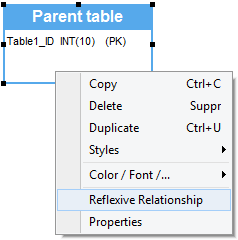 Parent table
Table1_ID INT(10) (PK)
Copy Ctrl+C
Delete Suppr
Duplicate Ctrl+U
Styles
Color / Font /...
Reflexive Relationship
Properties